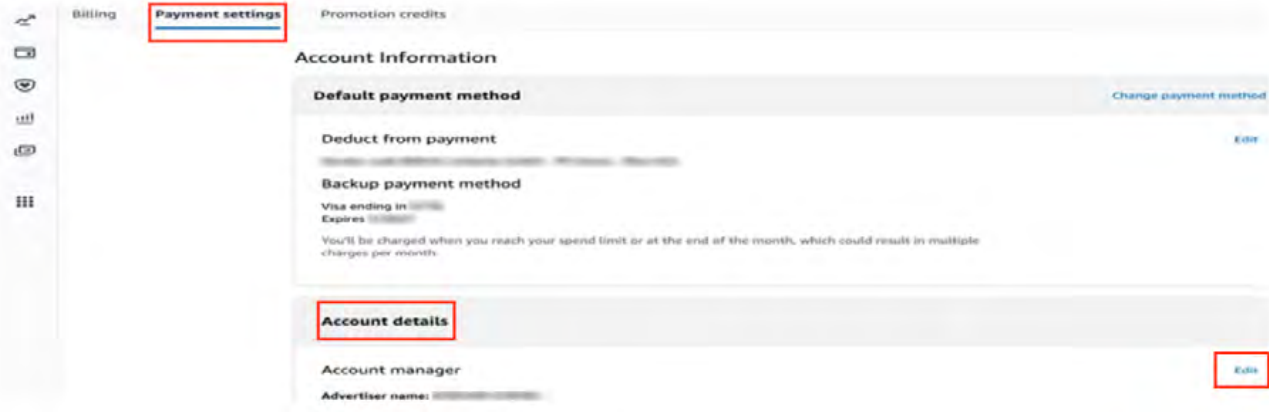 Billing Payment settings Promotion credits
Account Information
Default payment method Change payment method
Deduct from payment Edit
Backup payment method
Visa ending in
Expires
You'll be charged when you reach your spend limit or at the end of the month, which could result in multiple
charges per month.
Account details
Account manager Edit
Advertiser name: